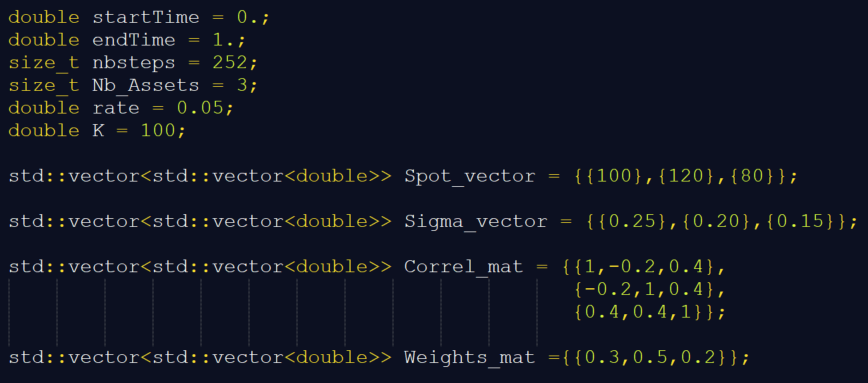 double startTime = 0.;
double endTime = 1.;
size_t nbsteps = 252;
size_t Nb_Assets = 3;
double rate = 0.05;
double K = 100;
std::vector<std::vector<double>> Spot_vector = {{100},{120},{80}};
std::vector<std::vector<double>> Sigma_vector = {{0.25},{0.20},{0.15}};
std::vector<std::vector<double>> Correl_mat = {{1,-0.2,0.4},
{-0.2,1,0.4},
{0.4,0.4,1}};
std::vector<std::vector<double>> Weights_mat ={{0.3,0.5,0.2}};